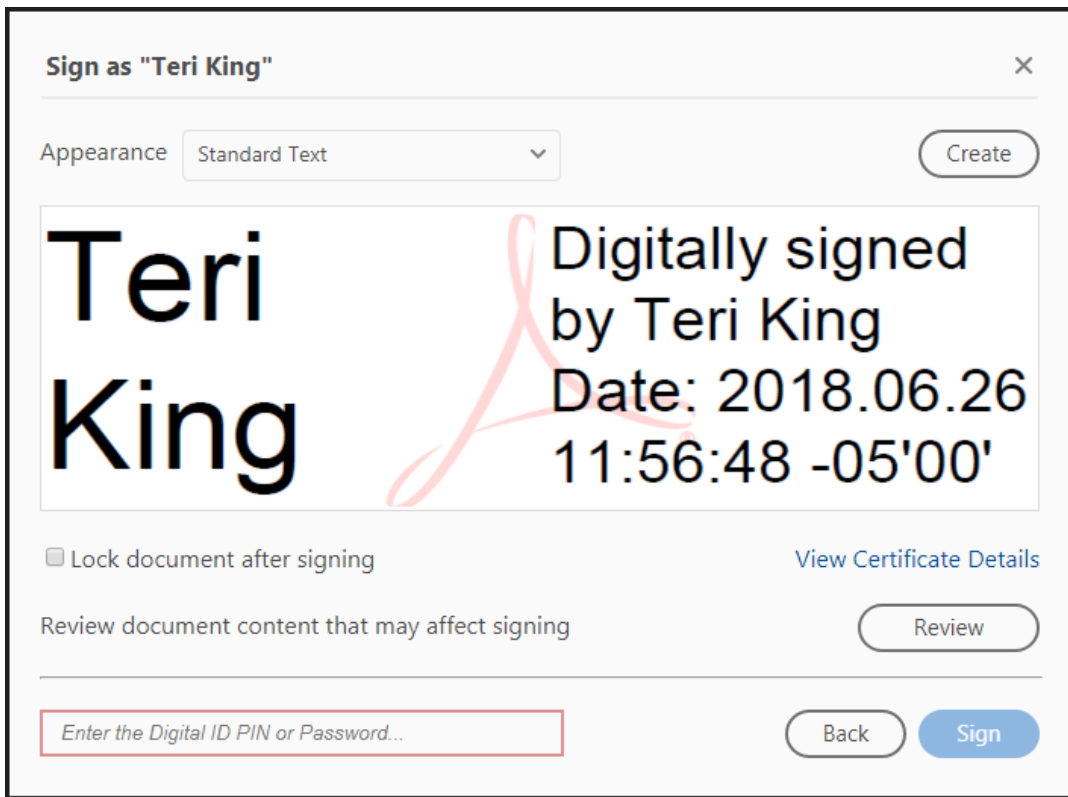 Sign as "Teri King"
Appearance
Standard Text
Create
Teri
King
Digitally signed
by Teri King
Date: 2018.06.26
11:56:48 -05'00'
Lock document after signing
View Certificate Details
Review document content that may affect signing
Review
Enter the Digital ID PIN or Password...
Back
Sign